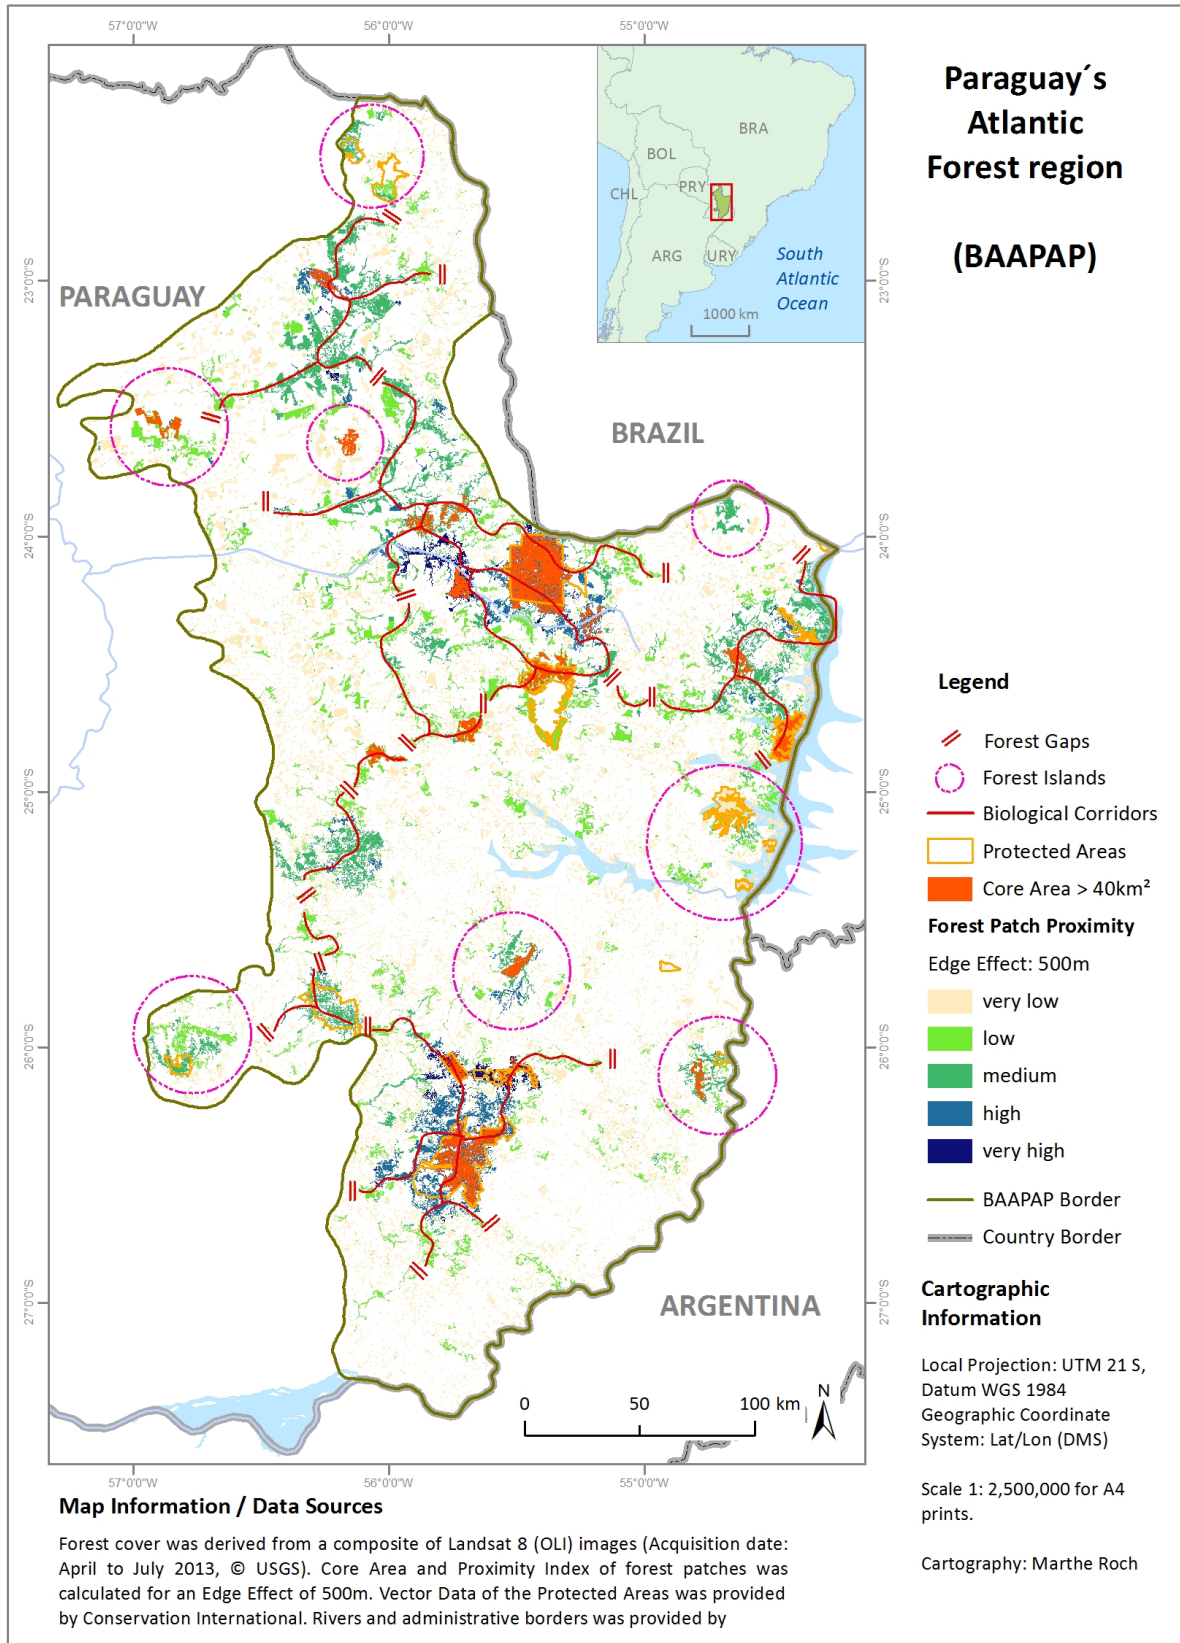 57°0'0"W
56°0'0"W
55°0'0"W
Paraguay´s
Atlantic
Forest region
(BAAPAP)
BRA
BOL
PRY
CHL
ARG
URY
South
Atlantic
Ocean
1000 km
23°0'0"S
23°0'0"S
PARAGUAY
BRAZIL
24°0'0"S
24°0'0"S
25°0'0"S
25°0'0"S
26°0'0"S
26°0'0"S
27°0'0"S
27°0'0"S
ARGENTINA
0 50 100 km
N
57°0'0"W
56°0'0"W
55°0'0"W
Legend
Forest Gaps
Forest Islands
Biological Corridors
Protected Areas
Core Area > 40km²
Forest Patch Proximity
Edge Effect: 500m
very low
low
medium
high
very high
BAAPAP Border
Country Border
Cartographic
Information
Local Projection: UTM 21 S,
Datum WGS 1984
Geographic Coordinate
System: Lat/Lon (DMS)
Scale 1: 2,500,000 for A4
prints.
Cartography: Marthe Roch
Map Information / Data Sources
Forest cover was derived from a composite of Landsat 8 (OLI) images (Acquisition date:
April to July 2013, © USGS). Core Area and Proximity Index of forest patches was
calculated for an Edge Effect of 500m. Vector Data of the Protected Areas was provided
by Conservation International. Rivers and administrative borders was provided by